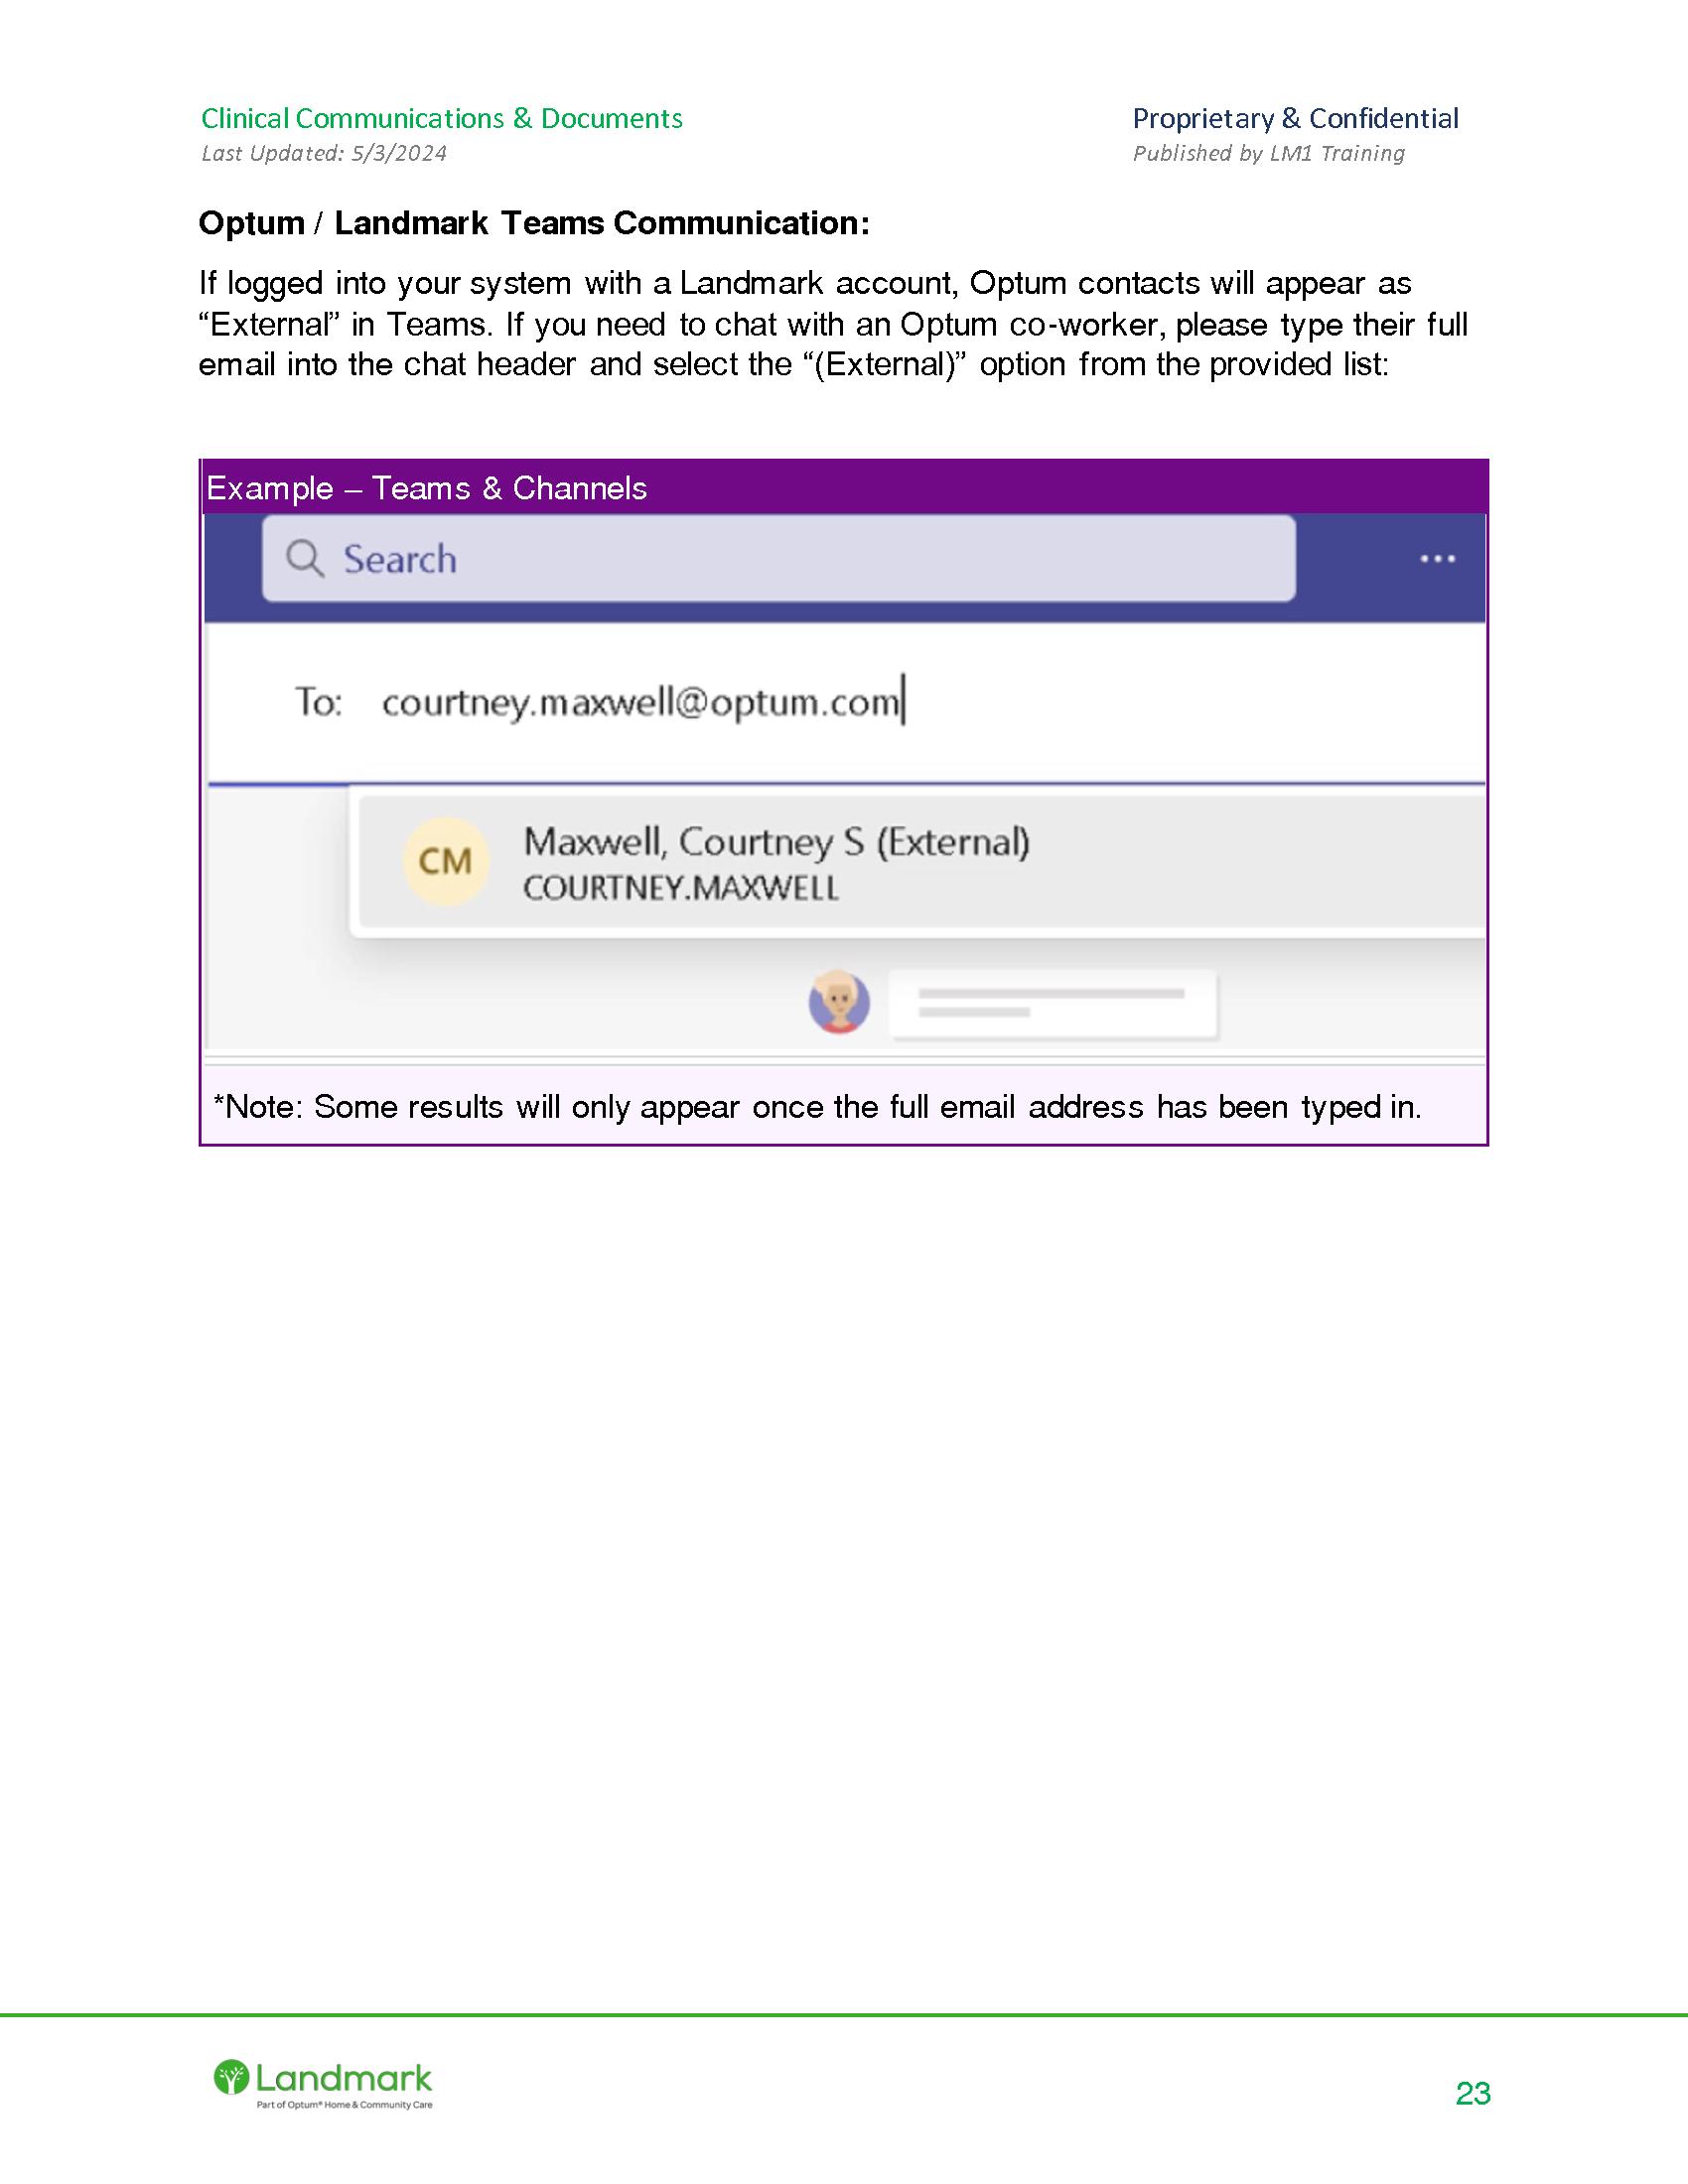 Clinical Communications & Documents
Proprietary & Confidential
Last Updated: 5/3/2024
Published by LM1 Training
Optum / Landmark Teams Communication:
If logged into your system with a Landmark account, Optum contacts will appear as
“External” in Teams. If you need to chat with an Optum co-worker, please type their full
email into the chat header and select the “(External)” option from the provided list:
Example – Teams & Channels
Search
To: courtney.maxwell@optum.com
CM
Maxwell, Courtney S (External)
COURTNEY.MAXWELL
*Note: Some results will only appear once the full email address has been typed in.
Landmark
Part of Optum® Home & Community Care
23